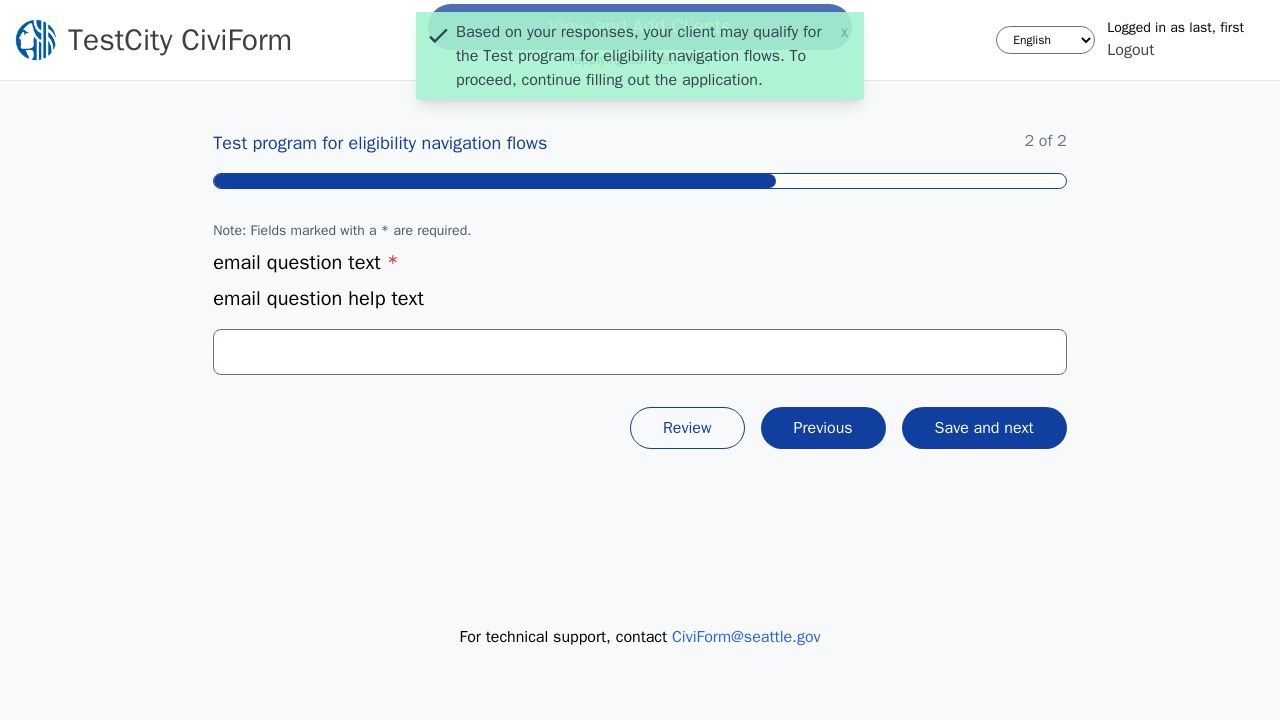 TestCity CiviForm
View and Add Clients
Based on your responses, your client may qualify for
the Test program for eligibility navigation flows. To
proceed, continue filling out the application.
x
English
Logged in as last, first
Logout
Test program for eligibility navigation flows
2 of 2
Note: Fields marked with a * are required.
email question text *
email question help text
Review
Previous
Save and next
For technical support, contact CiviForm@seattle.gov